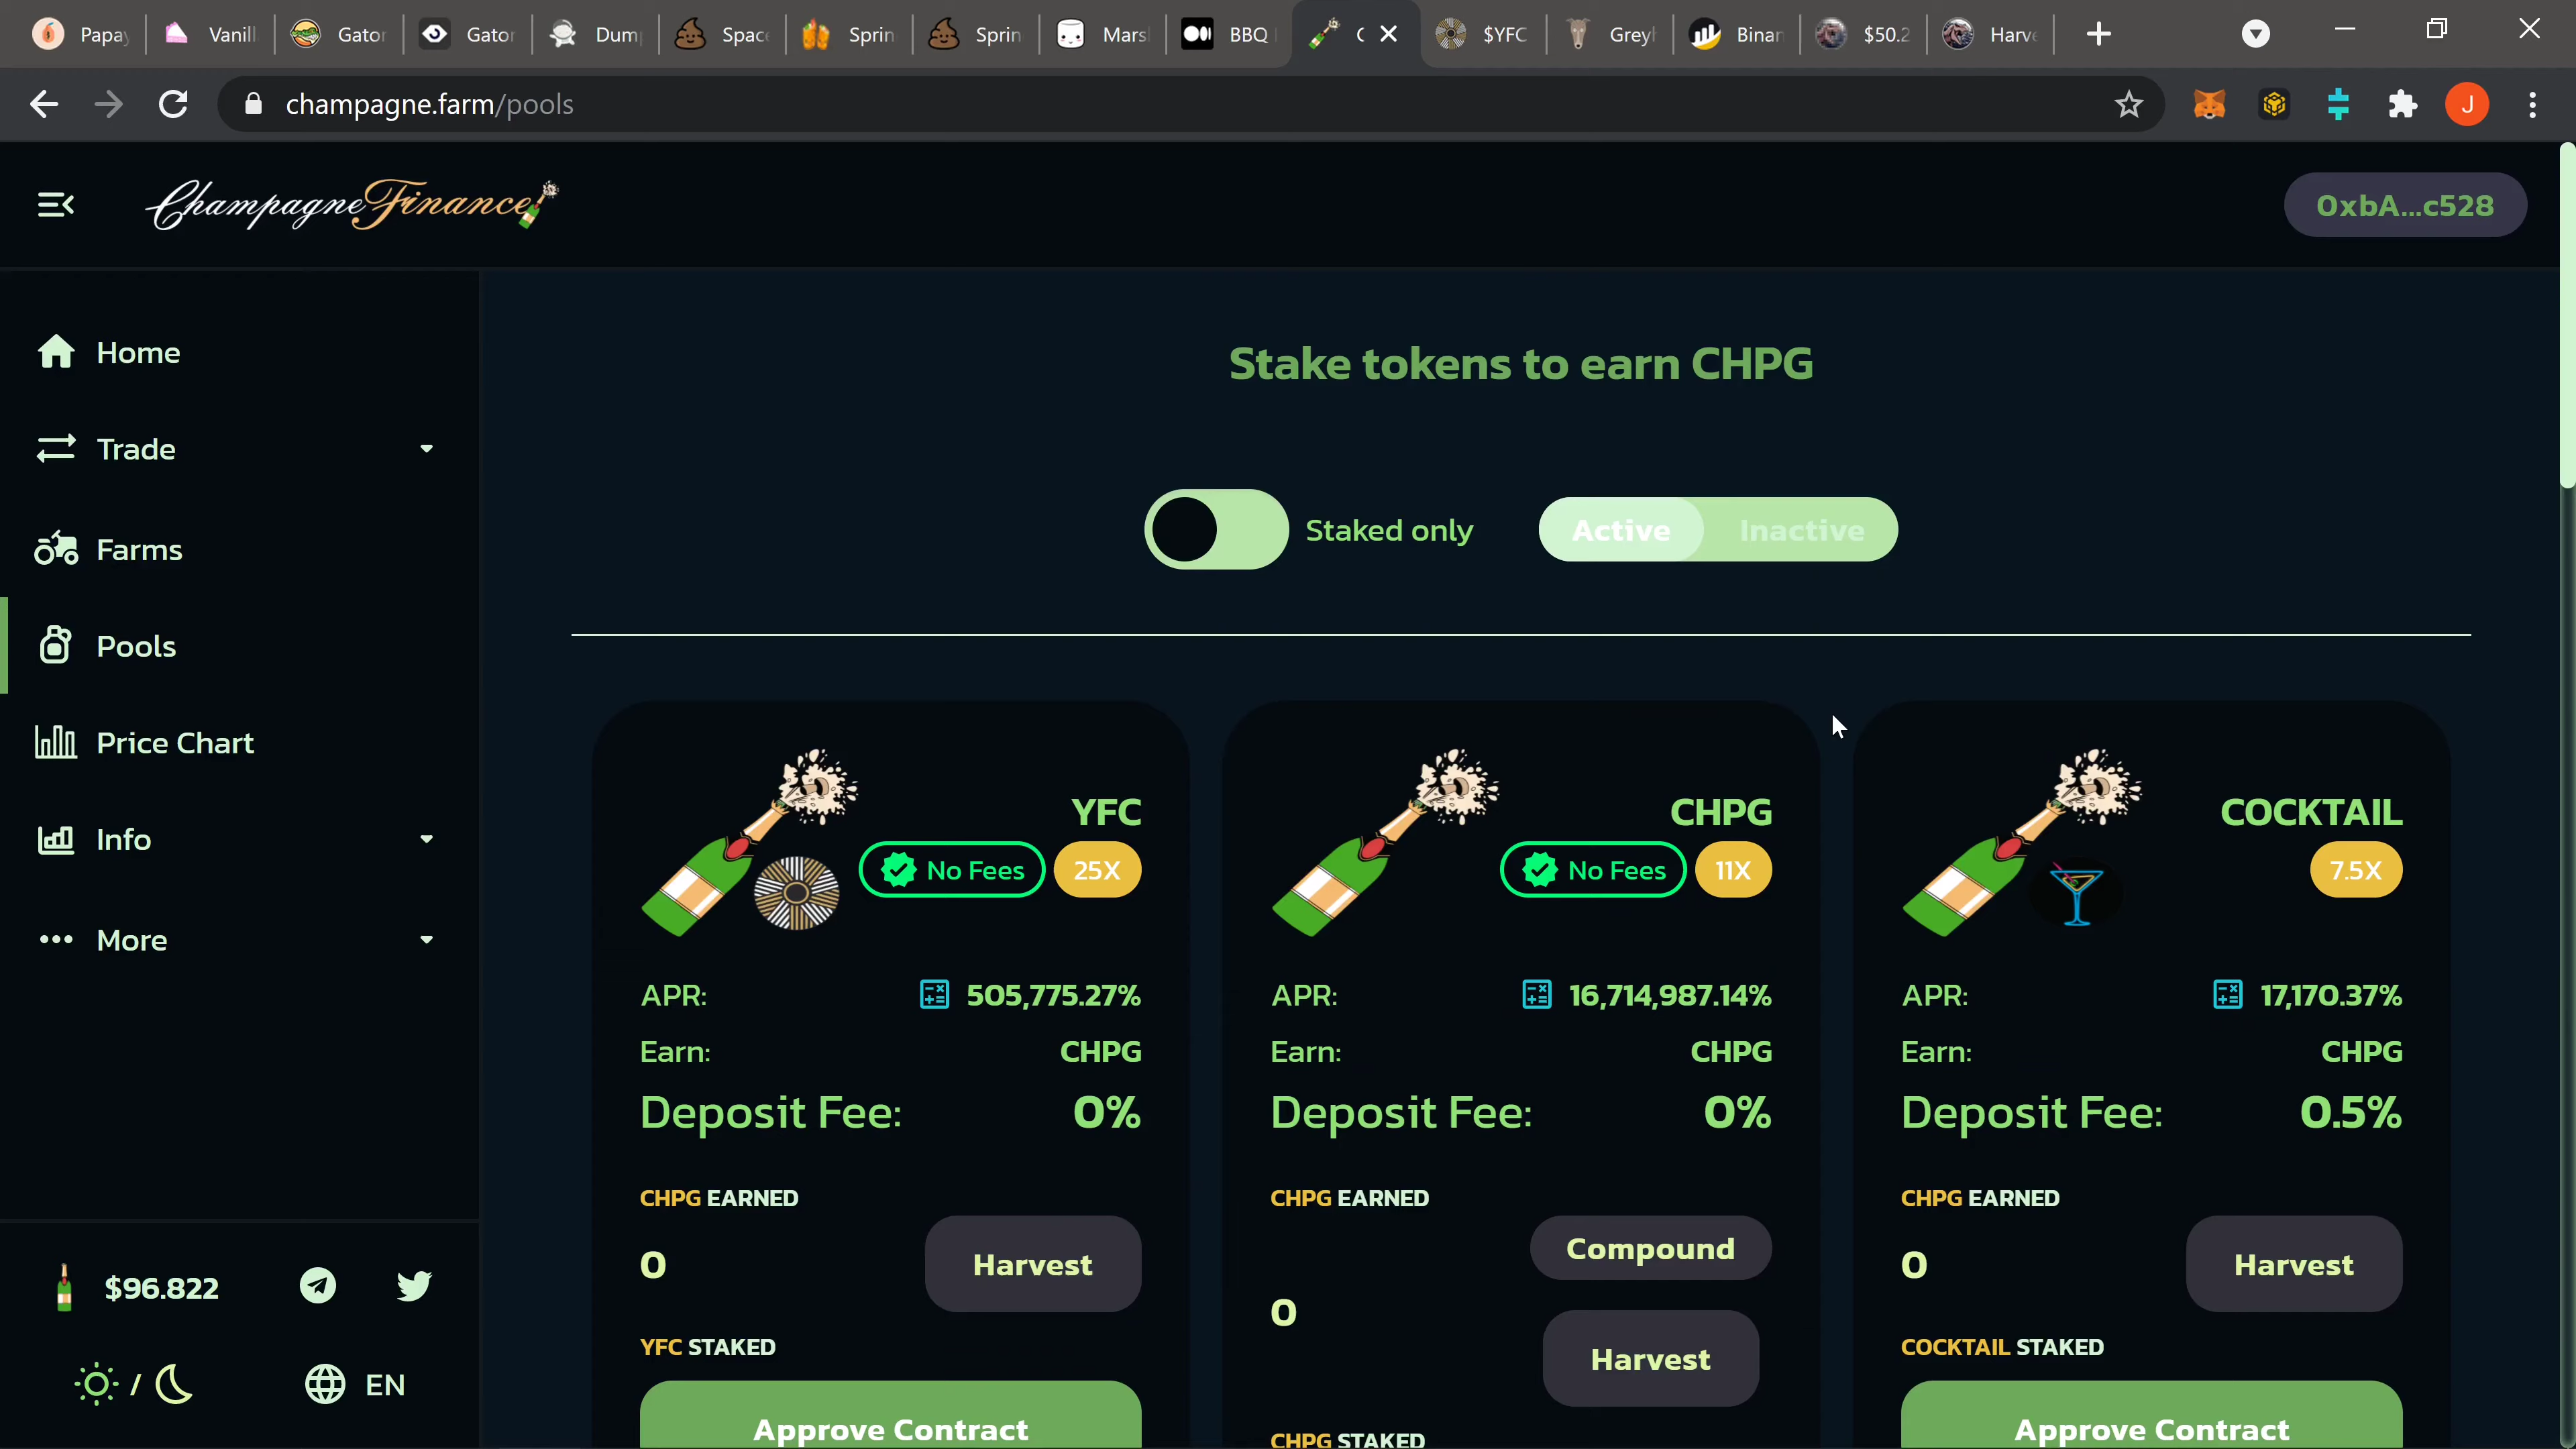 Papay
Vanill
Gator
Gator
Dum
Spac
Sprin
Sprin
Mars
BBQ
C
$YFC
Greyl
Binar
$50.2
Harve
champagne.farm/pools
J
ChampagneFinance
0xbA...c528
Home
Trade
Farms
Pools
Price Chart
Info
More
$96.822
/
EN
Stake tokens to earn CHPG
Staked only
Active
Inactive
YFC
No Fees
25X
APR:
505,775.27%
Earn:
CHPG
Deposit Fee:
0%
CHPG EARNED
0
Harvest
YFC STAKED
Approve Contract
CHPG
No Fees
11X
APR:
16,714,987.14%
Earn:
CHPG
Deposit Fee:
0%
CHPG EARNED
0
Compound
Harvest
CHPG STAKED
COCKTAIL
7.5X
APR:
17,170.37%
Earn:
CHPG
Deposit Fee:
0.5%
CHPG EARNED
0
Harvest
COCKTAIL STAKED
Approve Contract